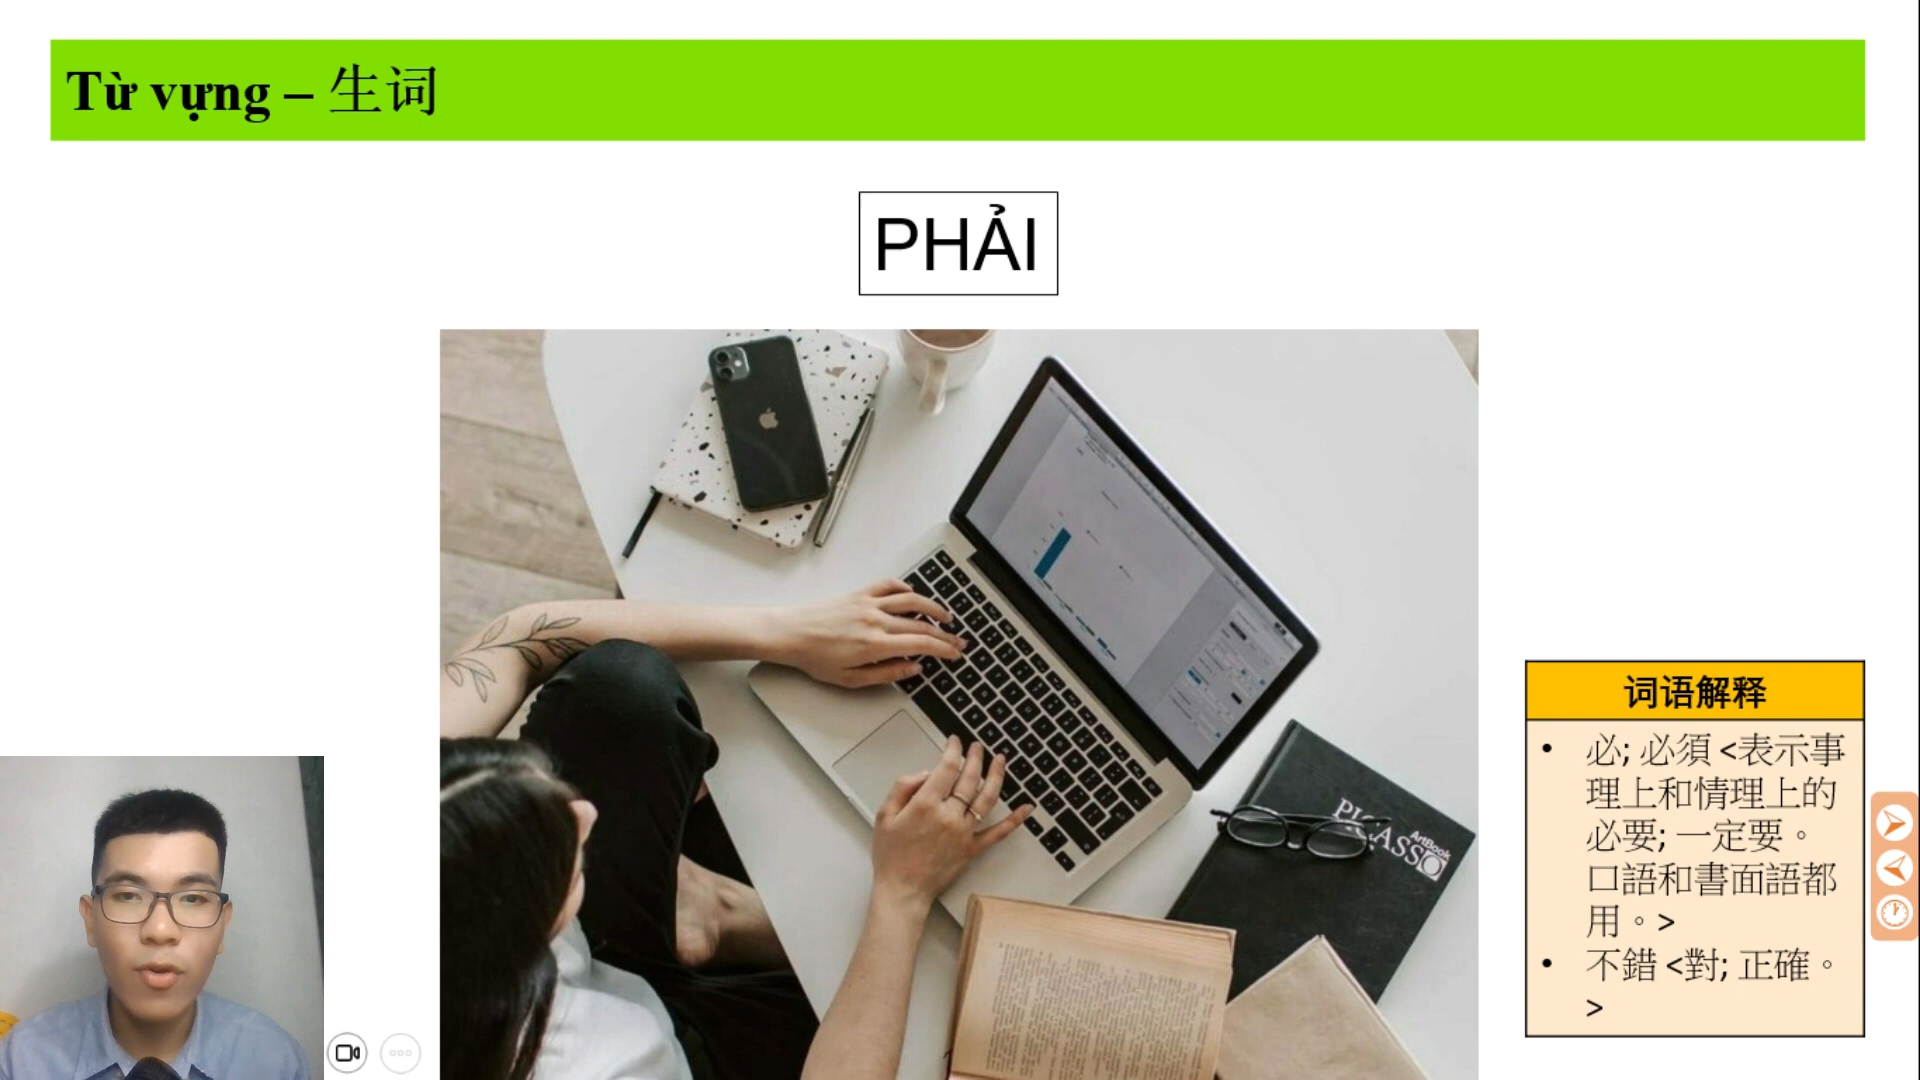 Từ vựng – 生词
PHẢI
PICASSO
ArtBook
词语解释
• 必; 必須 <表示事
理上和情理上的
必要; 一定要。
口語和書面語都
用。>
• 不錯 <對; 正確。
>